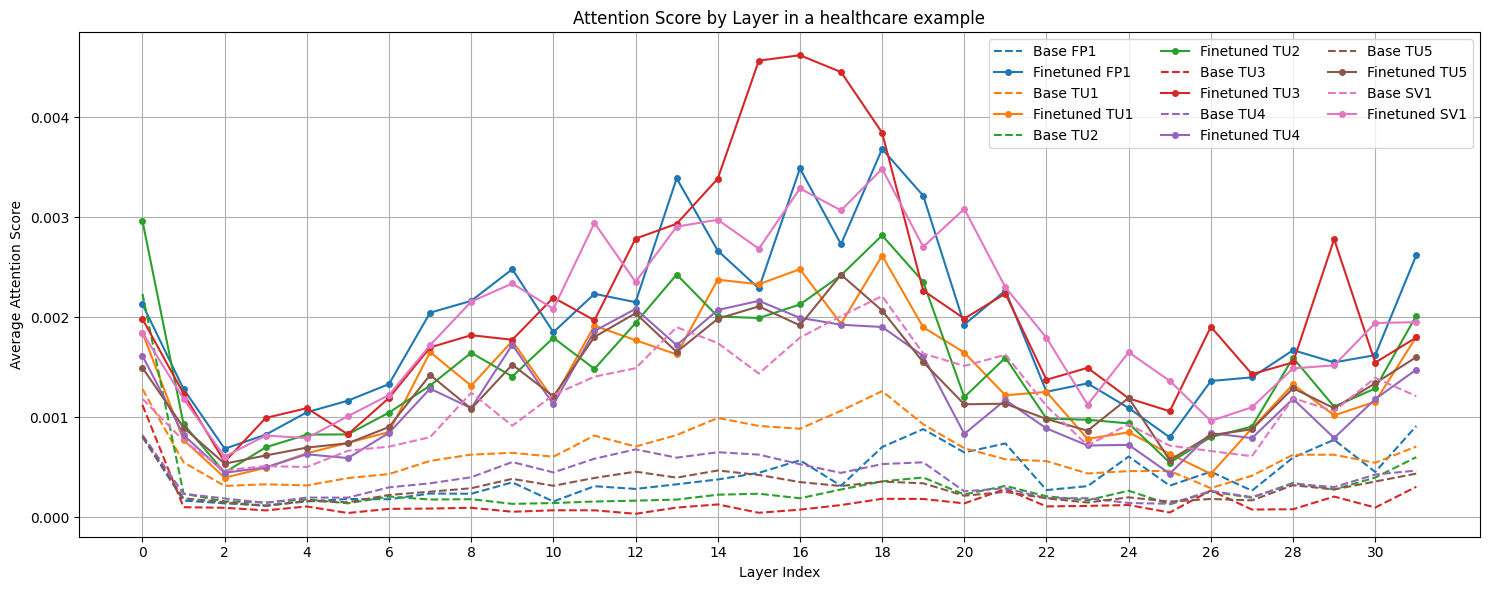 Attention Score by Layer in a healthcare example
Average Attention Score
0.004
0.003
0.002
0.001
0.000
Base FP1
Finetuned FP1
Base TU1
Finetuned TU1
Base TU2
Finetuned TU2
Base TU3
Finetuned TU3
Base TU4
Finetuned TU4
Base TU5
Finetuned TU5
Base SV1
Finetuned SV1
0 2 4 6 8 10 12 14 16 18 20 22 24 26 28 30
Layer Index